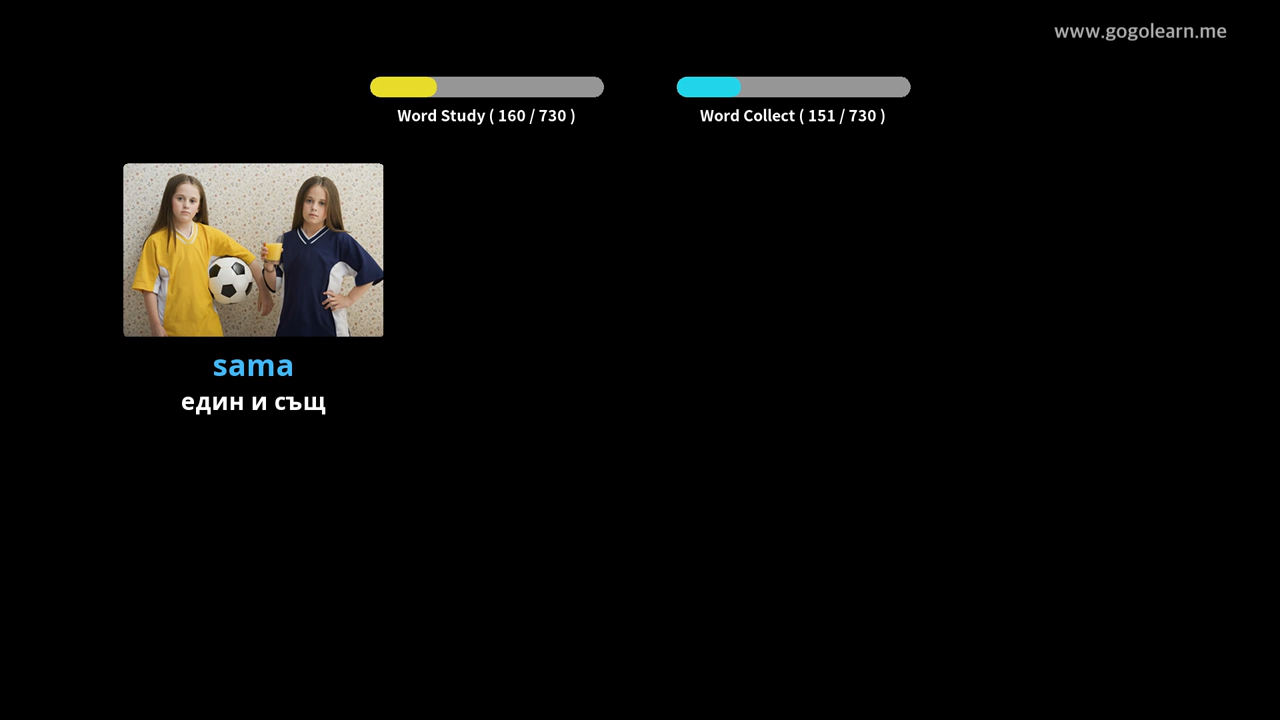 www.gogolearn.me
Word Study ( 160 / 730 )
Word Collect ( 151 / 730 )
sama
един и същ